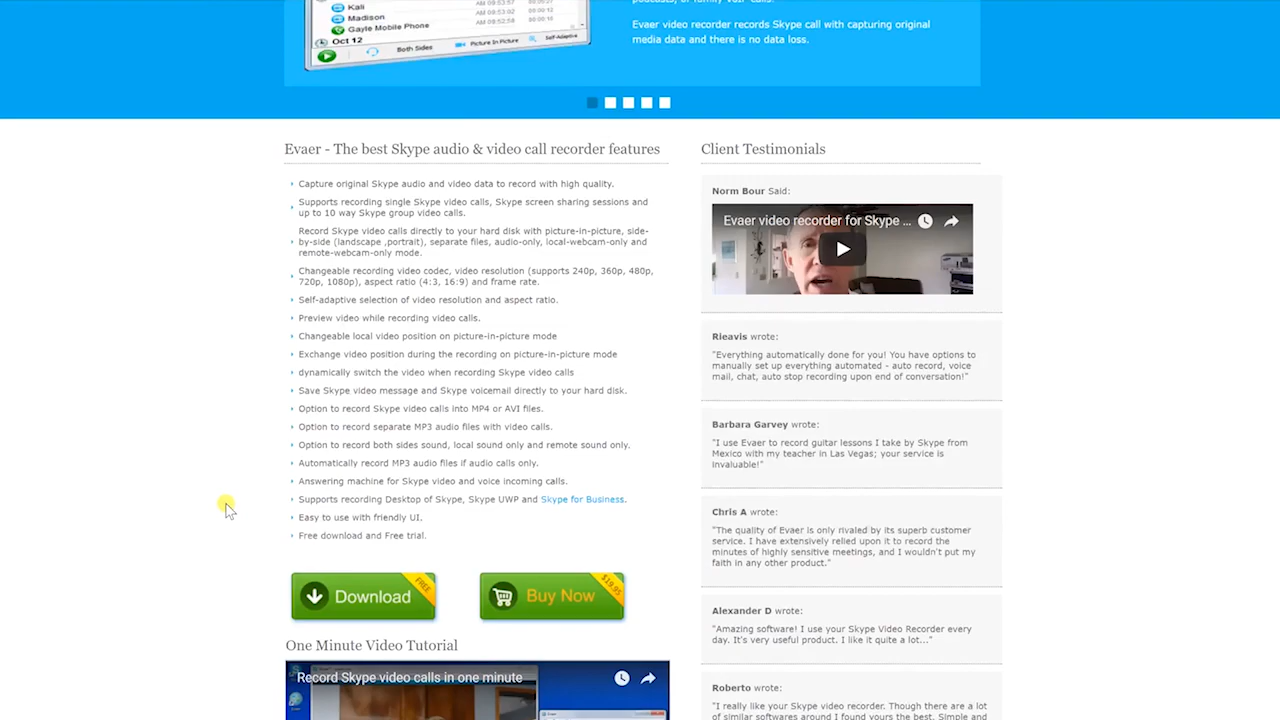 podcasts, or family VoIP calls.
Kali
Madison
Gayle Mobile Phone
Oct 12
AM 09:53:57
AM 09:52:58
00:00:10
Both Sides
Picture In Picture
Self-Adaptive
Evaer video recorder records Skype call with capturing original
media data and there is no data loss.
Evaer - The best Skype audio & video call recorder features
Capture original Skype audio and video data to record with high quality.
Supports recording single Skype video calls, Skype screen sharing sessions and
up to 10 way Skype group video calls.
Record Skype video calls directly to your hard disk with picture-in-picture, side-
by-side (landscape ,portrait), separate files, audio-only, local-webcam-only and
remote-webcam-only mode.
Changeable recording video codec, video resolution (supports 240p, 360p, 480p,
720p, 1080p), aspect ratio (4:3, 16:9) and frame rate.
Self-adaptive selection of video resolution and aspect ratio.
Preview video while recording video calls.
Changeable local video position on picture-in-picture mode
Exchange video position during the recording on picture-in-picture mode
dynamically switch the video when recording Skype video calls
Save Skype video message and Skype voicemail directly to your hard disk.
Option to record Skype video calls into MP4 or AVI files.
Option to record separate MP3 audio files with video calls.
Option to record both sides sound, local sound only and remote sound only.
Automatically record MP3 audio files if audio calls only.
Answering machine for Skype video and voice incoming calls.
Supports recording Desktop of Skype, Skype UWP and Skype for Business.
Easy to use with friendly UI.
Free download and Free trial.
Download
FREE
Buy Now
$19.95
One Minute Video Tutorial
Record Skype video calls in one minute
Client Testimonials
Norm Bour Said:
Evaer video recorder for Skype ...
Rieavis wrote:
"Everything automatically done for you! You have options to
manually set up everything automated - auto record, voice
mail, chat, auto stop recording upon end of conversation!"
Barbara Garvey wrote:
"I use Evaer to record guitar lessons I take by Skype from
Mexico with my teacher in Las Vegas; your service is
invaluable!"
Chris A wrote:
"The quality of Evaer is only rivaled by its superb customer
service. I have extensively relied upon it to record the
minutes of highly sensitive meetings, and I wouldn't put my
faith in any other product."
Alexander D wrote:
"Amazing software! I use your Skype Video Recorder every
day. It's very useful product. I like it quite a lot..."
Roberto wrote:
"I really like your Skype video recorder. Though there are a lot
of similar softwares around I found yours the best. Simple and